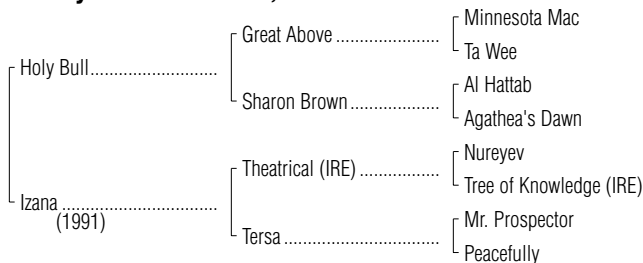 Minnesota Mac
Great Above
Ta Wee
Holy Bull
Al Hattab
Sharon Brown
Agathea's Dawn
Nureyev
Theatrical (IRE)
Tree of Knowledge (IRE)
Izana
(1991)
Mr. Prospector
Tersa
Peacefully